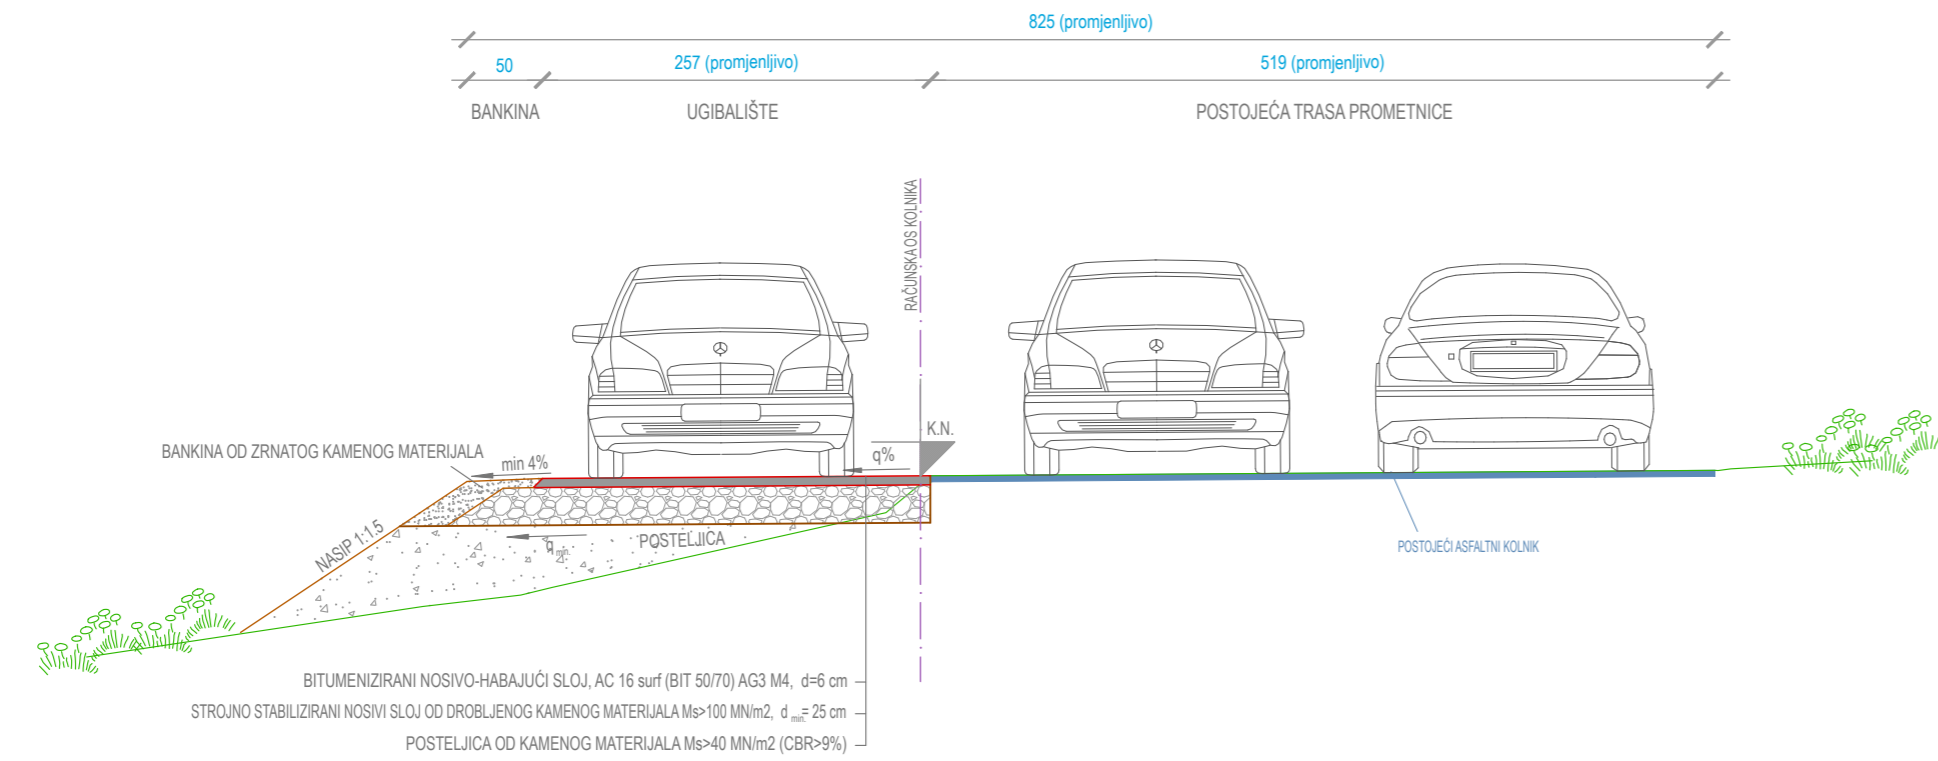 825 (promjenljivo)
50
257 (promjenljivo)
519 (promjenljivo)
BANKINA
UGIBALIŠTE
POSTOJEĆA TRASA PROMETNICE
RAČUNSKA OS KOLNIKA
K.N.
BANKINA OD ZRNATOG KAMENOG MATERIJALA
min 4%
q%
NASIP 1:1.5
q min.
POSTELJICA
POSTOJEĆI ASFALTNI KOLNIK
BITUMENIZIRANI NOSIVO-HABAJUĆI SLOJ, AC 16 surf (BIT 50/70) AG3 M4, d=6 cm
STROJNO STABILIZIRANI NOSIVI SLOJ OD DROBLJENOG KAMENOG MATERIJALA Ms>100 MN/m2, d min.= 25 cm
POSTELJICA OD KAMENOG MATERIJALA Ms>40 MN/m2 (CBR>9%)